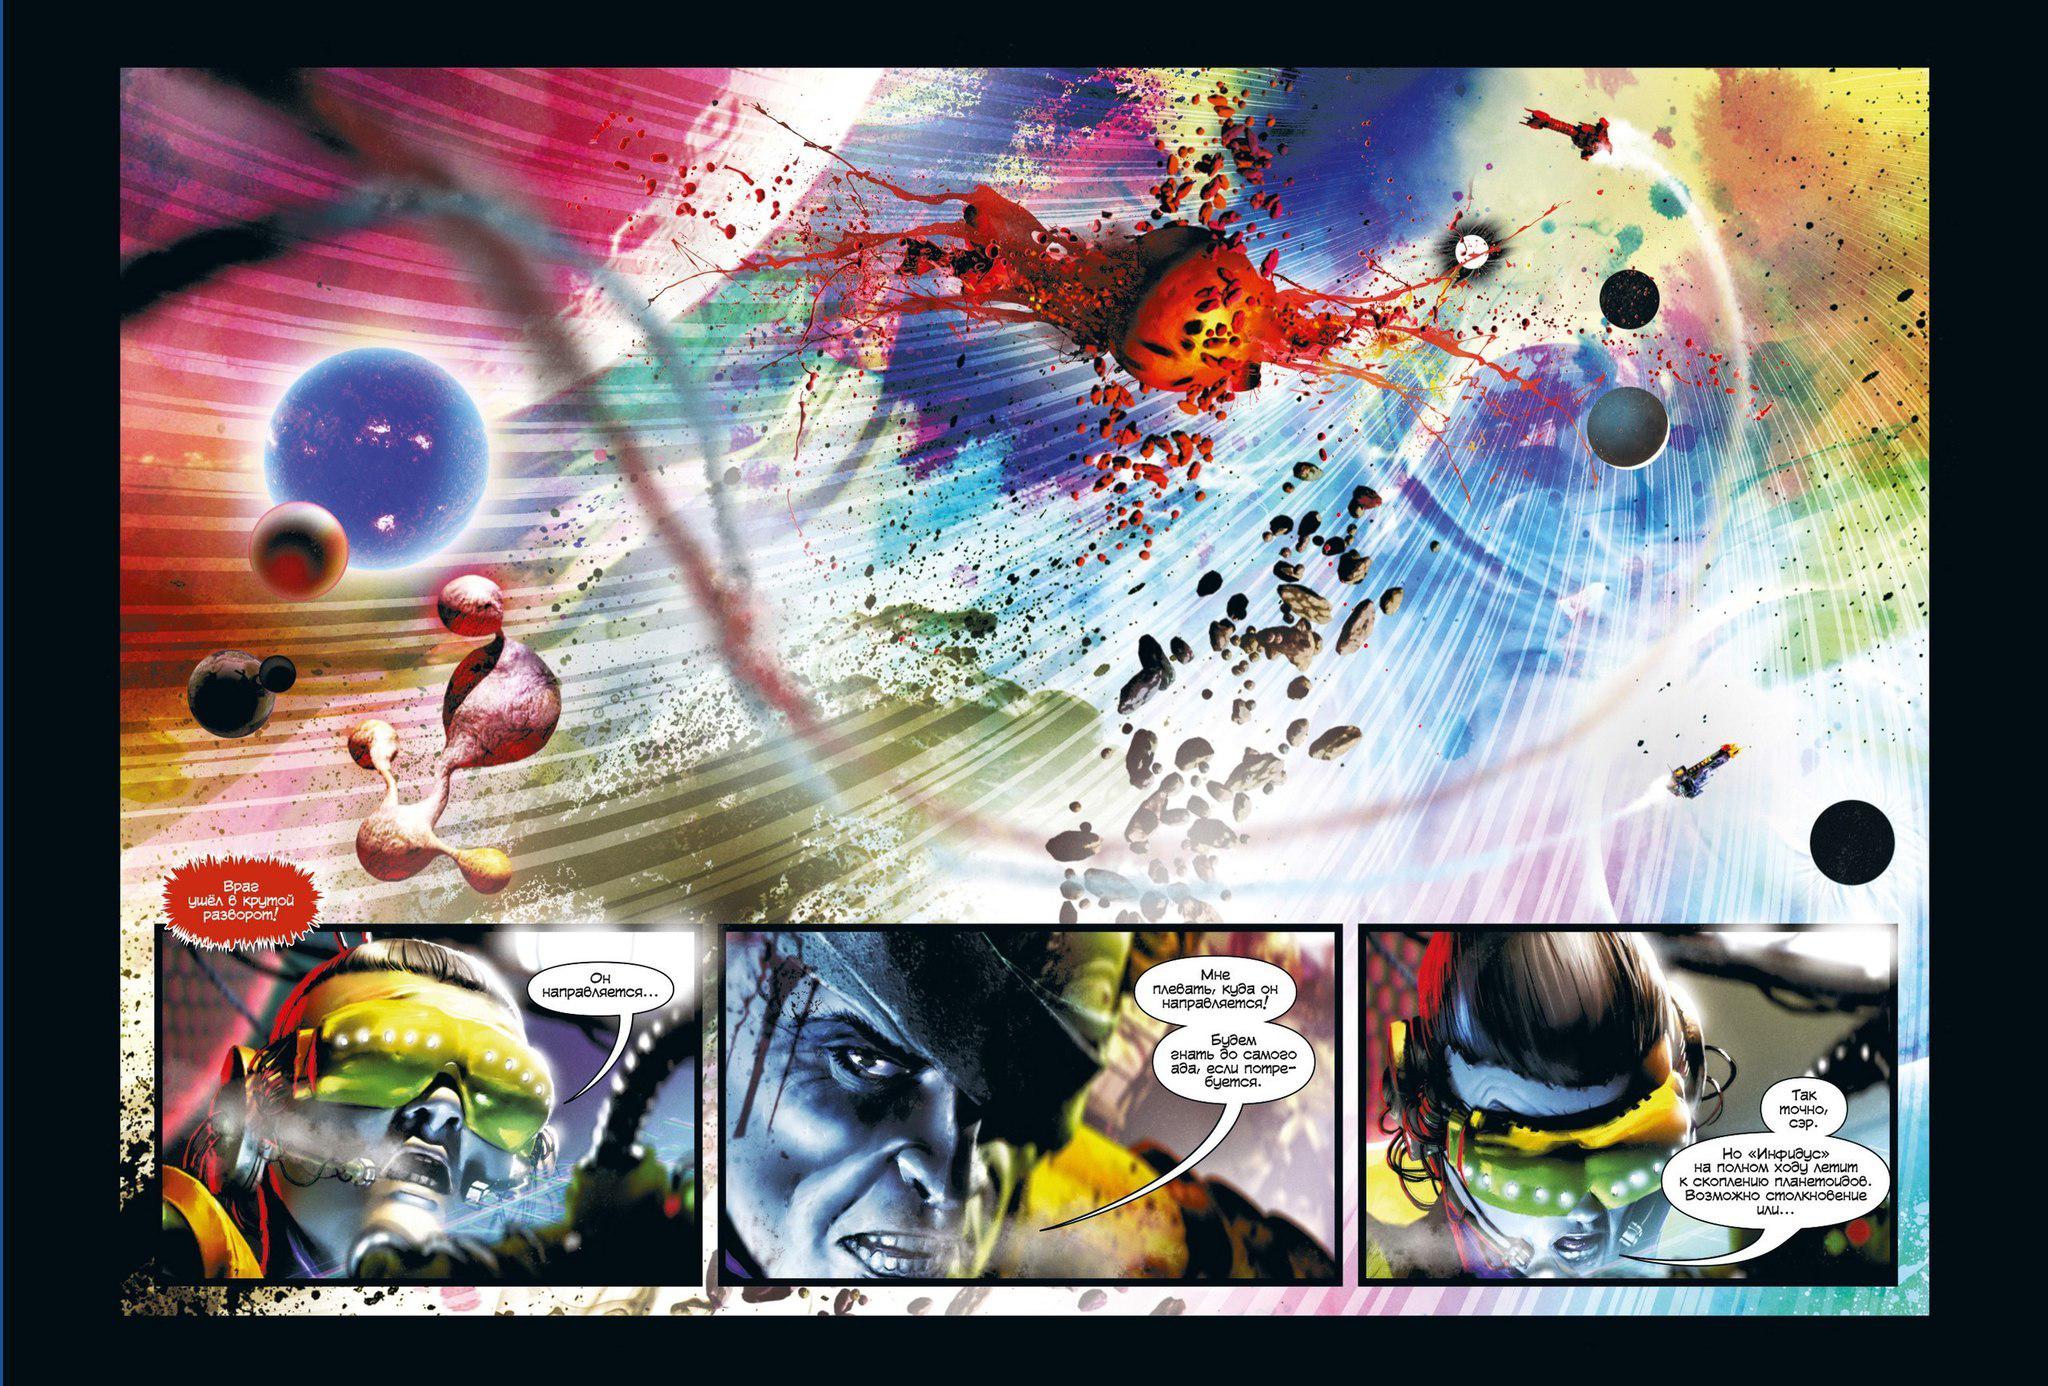 Враг
ушёл в крутой
разворот!
Он
направляется...
Мне
плевать, куда он
направляется!
Будем
гнать до самого
ада, если потре-
буется.
Так
точно,
сэр.
Но «Инфидус»
на полном ходу летит
к скоплению планетоидов.
Возможно столкновение
или...